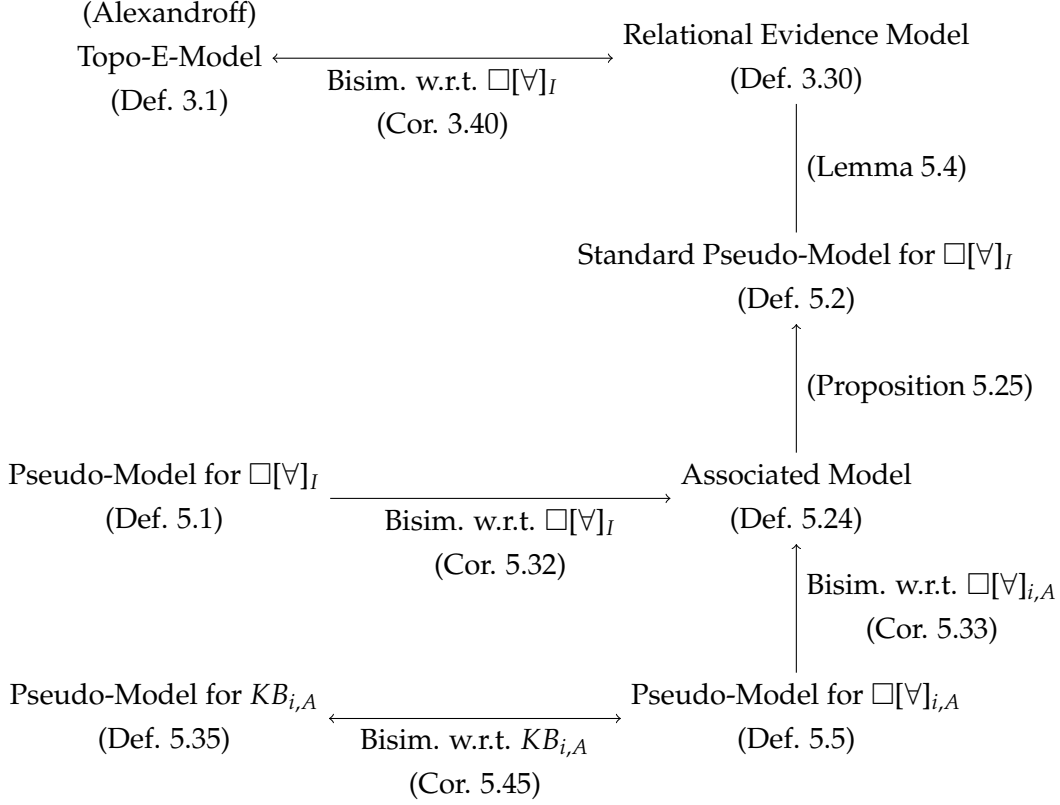 (Alexandroff)
Topo-E-Model
(Def. 3.1)
Bisim. w.r.t. □[∀]_I
(Cor. 3.40)
Relational Evidence Model
(Def. 3.30)
(Lemma 5.4)
Standard Pseudo-Model for □[∀]_I
(Def. 5.2)
(Proposition 5.25)
Pseudo-Model for □[∀]_I
(Def. 5.1)
Bisim. w.r.t. □[∀]_I
(Cor. 5.32)
Associated Model
(Def. 5.24)
Bisim. w.r.t. □[∀]_{i,A}
(Cor. 5.33)
Pseudo-Model for KB_{i,A}
(Def. 5.35)
Bisim. w.r.t. KB_{i,A}
(Cor. 5.45)
Pseudo-Model for □[∀]_{i,A}
(Def. 5.5)